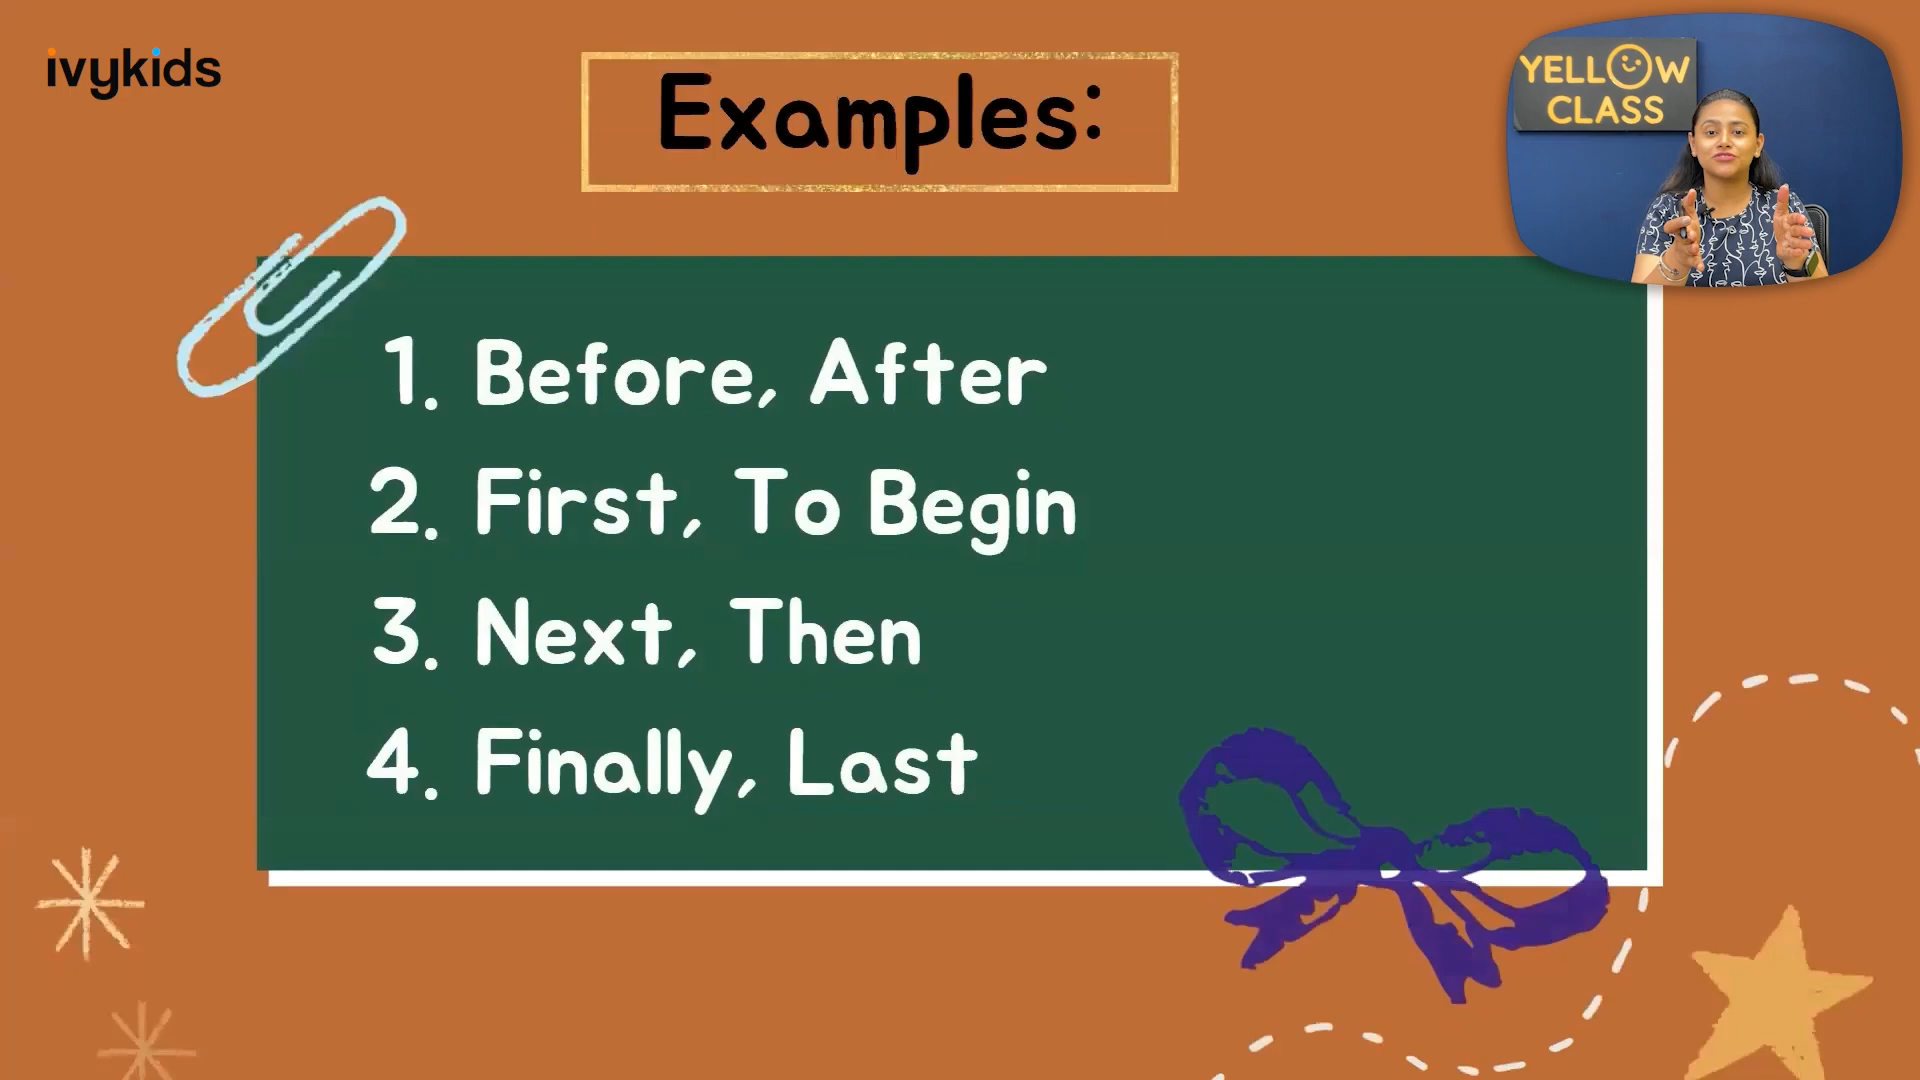 ivykids
Examples:
YELLOW
CLASS
1. Before, After
2. First, To Begin
3. Next, Then
4. Finally, Last